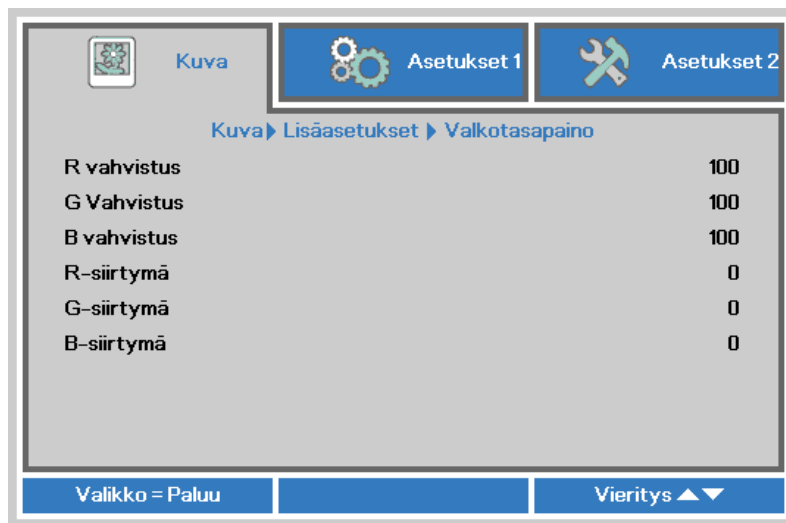 Kuva
Asetukset 1
Asetukset 2
Kuva▶ Lisäasetukset ▶ Valkotasapaino
R vahvistus 100
G Vahvistus 100
B vahvistus 100
R-siirtymä 0
G-siirtymä 0
B-siirtymä 0
Valikko = Paluu
Vieritys ▲▼